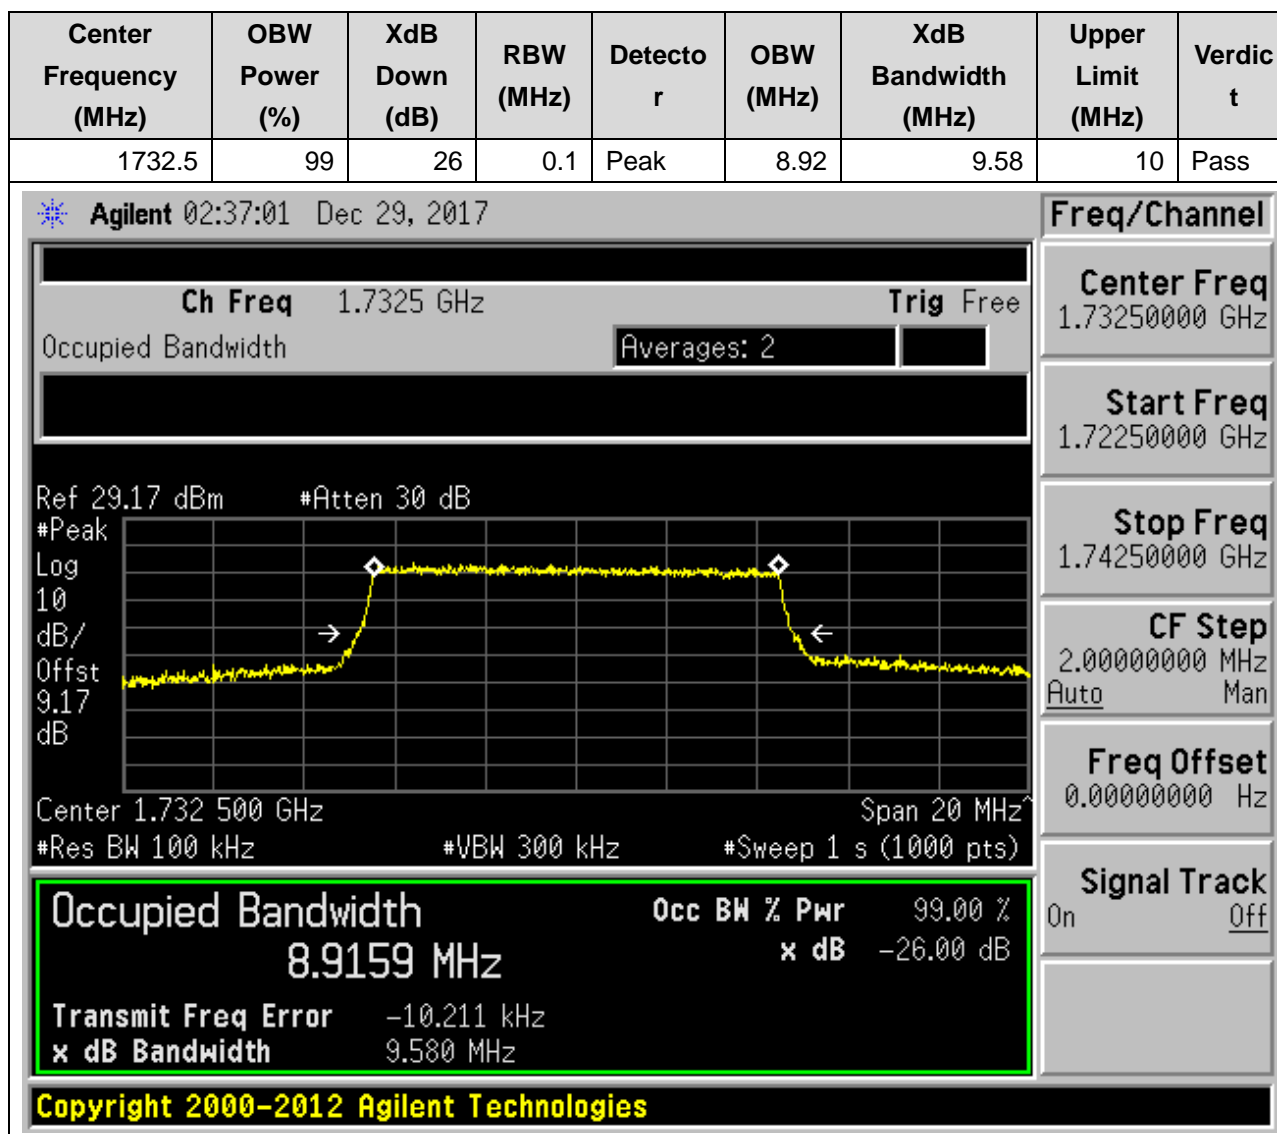 Center Frequency (MHz) OBW Power (%) XdB Down (dB) RBW (MHz) Detecto r OBW (MHz) XdB Bandwidth (MHz) Upper Limit (MHz) Verdic t
1732.5 99 26 0.1 Peak 8.92 9.58 10 Pass
Agilent 02:37:01 Dec 29, 2017
Freq/Channel
Ch Freq 1.7325 GHz Trig Free
Occupied Bandwidth Averages: 2
Center Freq
1.73250000 GHz
Start Freq
1.72250000 GHz
Stop Freq
1.74250000 GHz
CF Step
2.00000000 MHz
Auto Man
Freq Offset
0.00000000 Hz
Signal Track
On Off
Ref 29.17 dBm #Atten 30 dB
#Peak
Log
10
dB/
Offst
9.17
dB
Center 1.732 500 GHz Span 20 MHz^
#Res BW 100 kHz #VBW 300 kHz #Sweep 1 s (1000 pts)
Occupied Bandwidth Occ BW % Pwr 99.00 %
8.9159 MHz x dB -26.00 dB
Transmit Freq Error -10.211 kHz
x dB Bandwidth 9.580 MHz
Copyright 2000-2012 Agilent Technologies